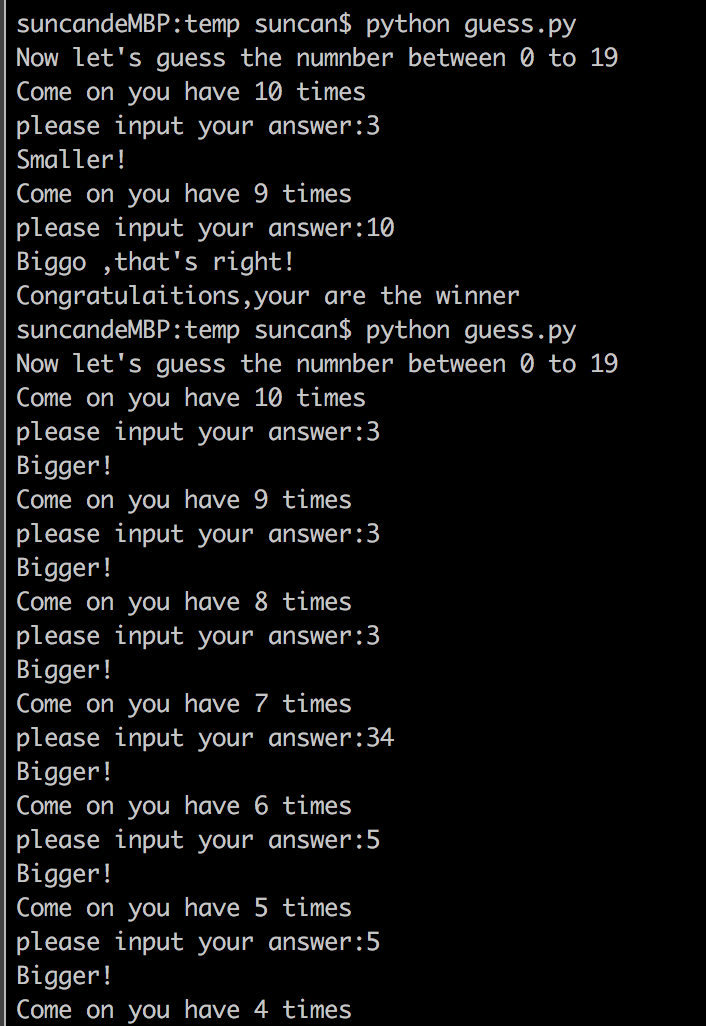 suncandeMBP:temp suncan$ python guess.py
Now let's guess the numnber between 0 to 19
Come on you have 10 times
please input your answer:3
Smaller!
Come on you have 9 times
please input your answer:10
Biggo ,that's right!
Congratulaitions,your are the winner
suncandeMBP:temp suncan$ python guess.py
Now let's guess the numnber between 0 to 19
Come on you have 10 times
please input your answer:3
Bigger!
Come on you have 9 times
please input your answer:3
Bigger!
Come on you have 8 times
please input your answer:3
Bigger!
Come on you have 7 times
please input your answer:34
Bigger!
Come on you have 6 times
please input your answer:5
Bigger!
Come on you have 5 times
please input your answer:5
Bigger!
Come on you have 4 times